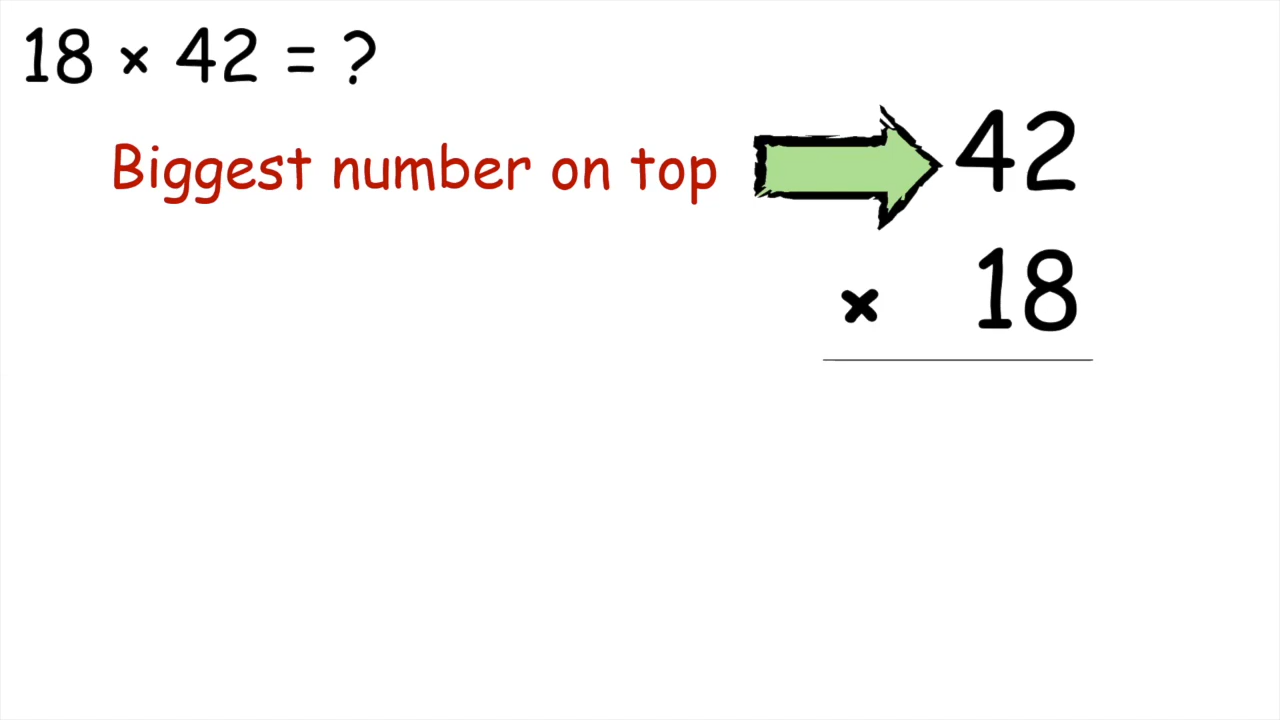 18 × 42 = ?
Biggest number on top
42
× 18